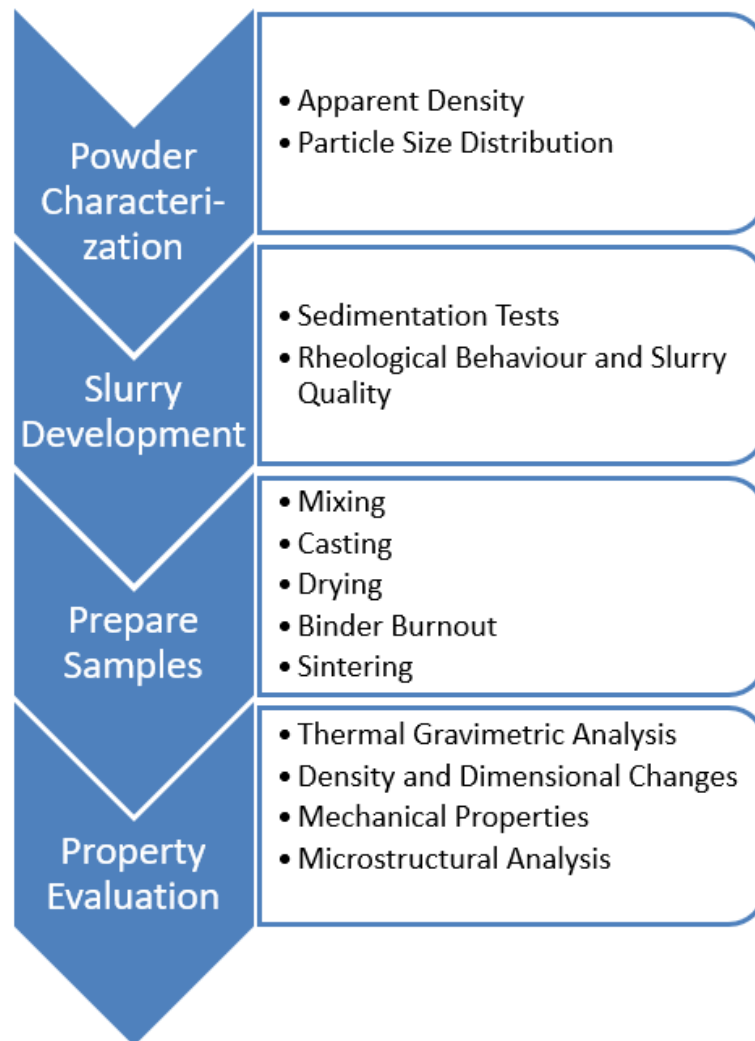 Powder
Characteri-
zation
• Apparent Density
• Particle Size Distribution
Slurry
Development
• Sedimentation Tests
• Rheological Behaviour and Slurry
Quality
Prepare
Samples
• Mixing
• Casting
• Drying
• Binder Burnout
• Sintering
Property
Evaluation
• Thermal Gravimetric Analysis
• Density and Dimensional Changes
• Mechanical Properties
• Microstructural Analysis